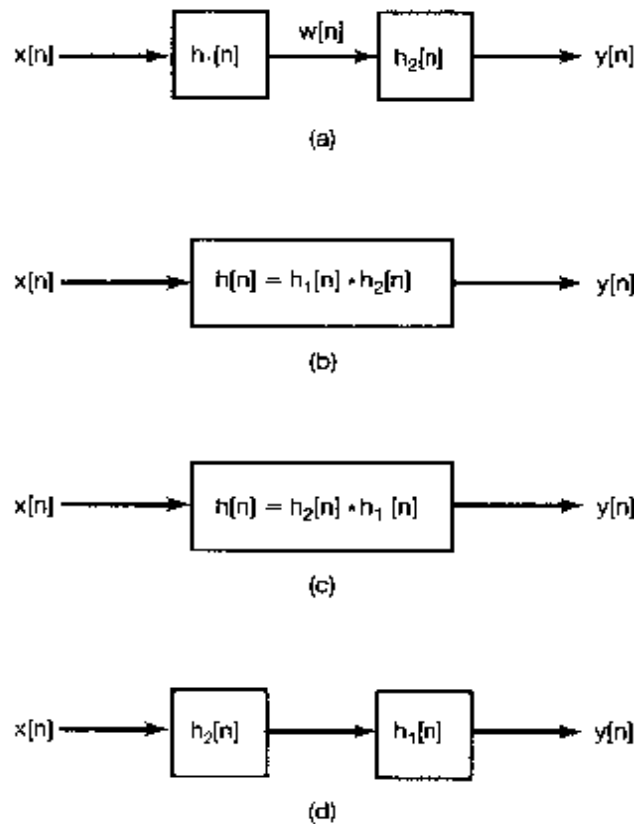 w[n]
x[n] h₁[n] h₂[n] y[n]
(a)
x[n] h[n] = h₁[n] * h₂[n] y[n]
(b)
x[n] h[n] = h₂[n] * h₁[n] y[n]
(c)
x[n] h₂[n] h₁[n] y[n]
(d)